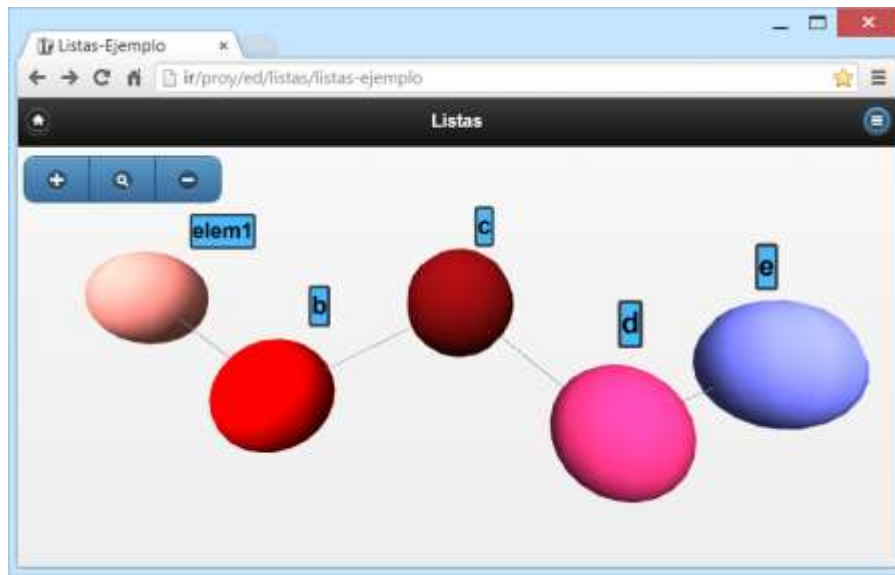 Listas-Ejemplo
ir/proy/ed/listas/listas-ejemplo
Listas
elem1
b
c
d
e